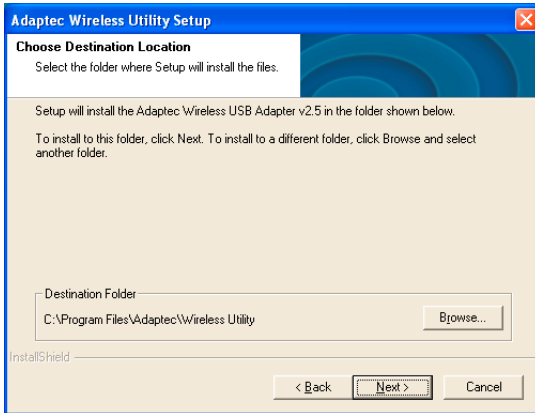 Adaptec Wireless Utility Setup
Choose Destination Location
Select the folder where Setup will install the files.
Setup will install the Adaptec Wireless USB Adapter v2.5 in the folder shown below.
To install to this folder, click Next. To install to a different folder, click Browse and select
another folder.
Destination Folder
C:\Program Files\Adaptec\Wireless Utility
Browse...
InstallShield
< Back
Next >
Cancel